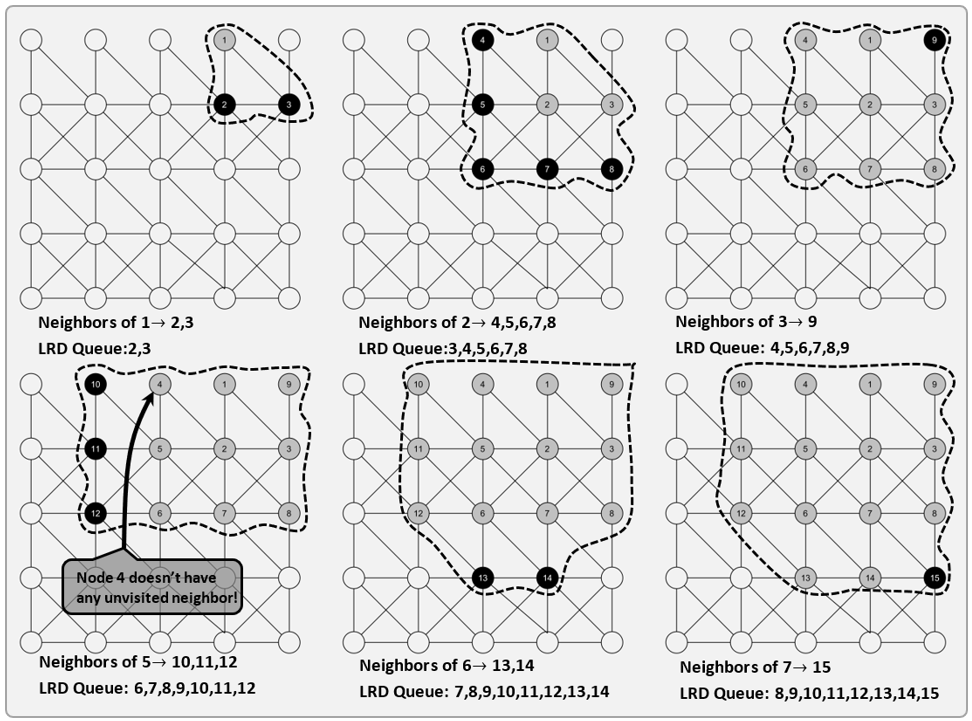 1
2 3
Neighbors of 1→ 2,3
LRD Queue:2,3
4 1
5 2 3
6 7 8
Neighbors of 2→ 4,5,6,7,8
LRD Queue:3,4,5,6,7,8
4 1 9
5 2 3
6 7 8
Neighbors of 3→ 9
LRD Queue: 4,5,6,7,8,9
10 4 1 9
11 5 2 3
12 6 7 8
Node 4 doesn't have
any unvisited neighbor!
Neighbors of 5→ 10,11,12
LRD Queue: 6,7,8,9,10,11,12
10 4 1 9
11 5 2 3
12 6 7 8
13 14
Neighbors of 6→ 13,14
LRD Queue: 7,8,9,10,11,12,13,14
10 4 1 9
11 5 2 3
12 6 7 8
13 14 15
Neighbors of 7→ 15
LRD Queue: 8,9,10,11,12,13,14,15